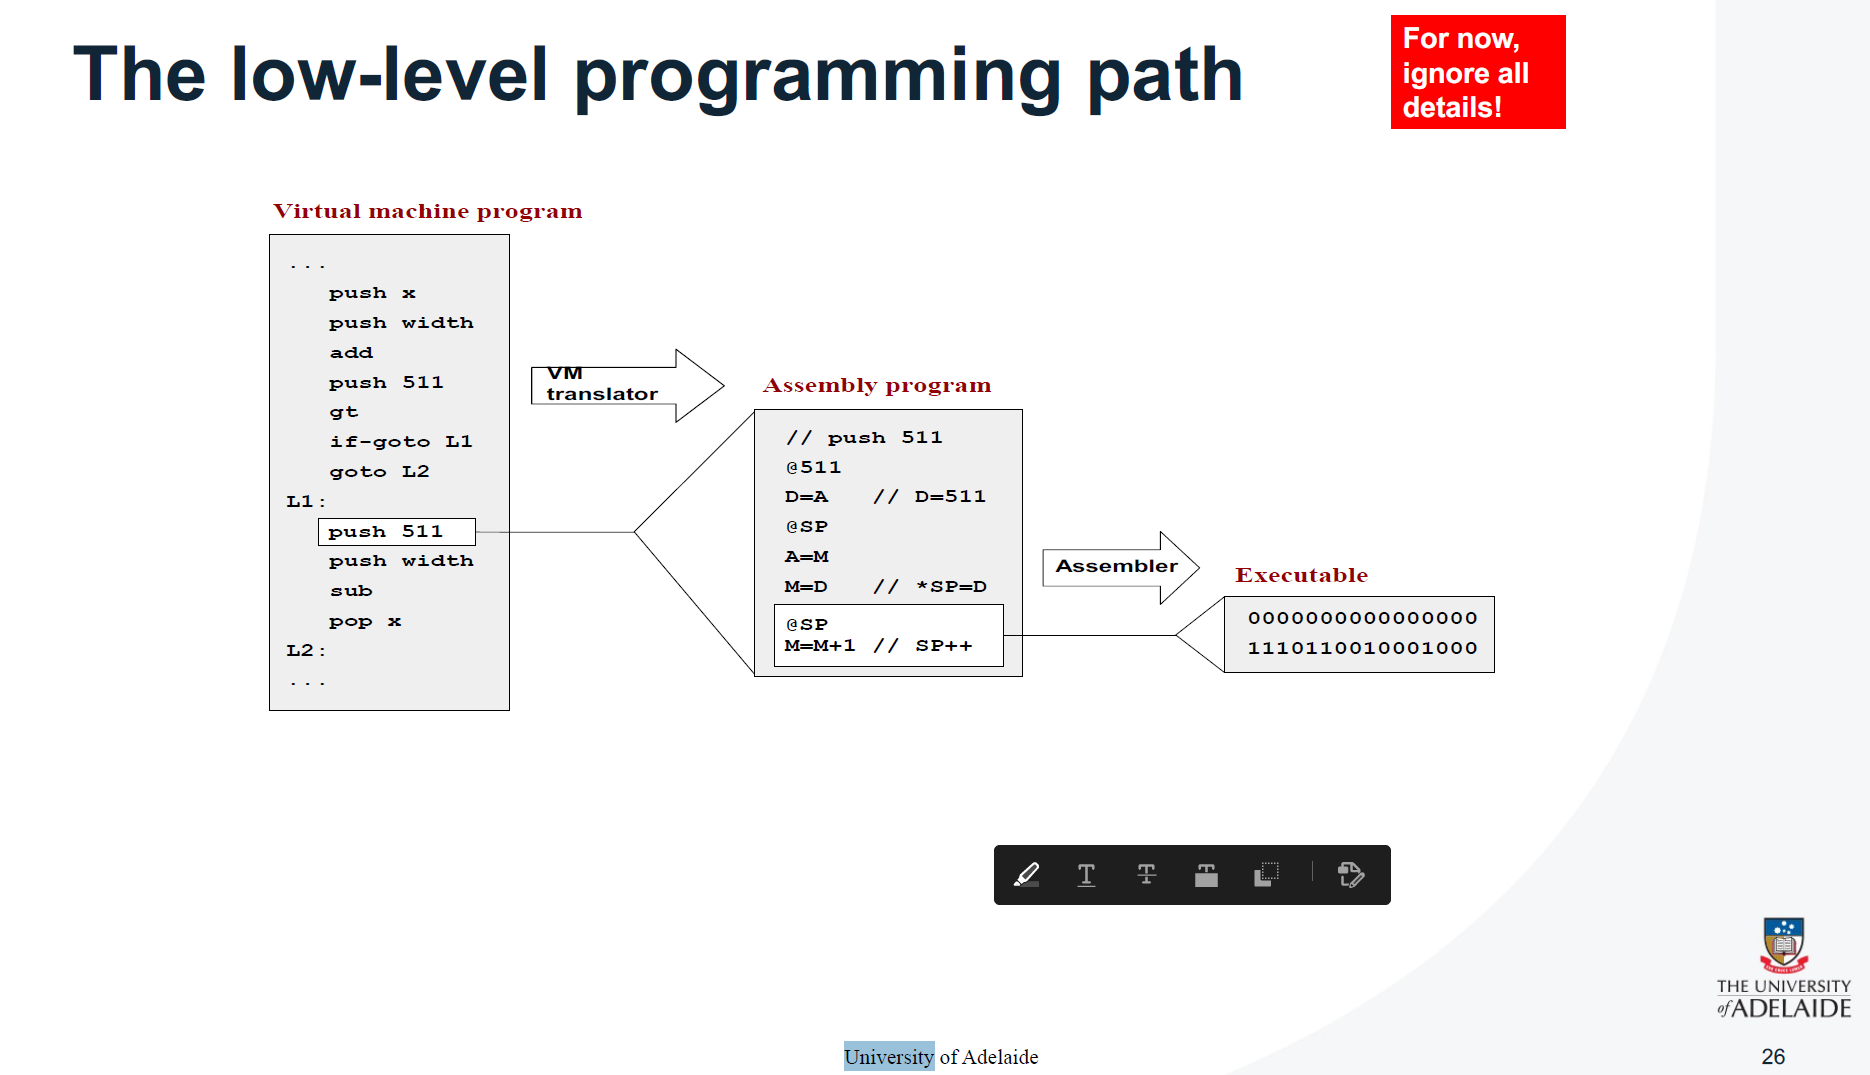 The low-level programming path
For now,
ignore all
details!
Virtual machine program
...
push x
push width
add
push 511
gt
if-goto L1
goto L2
L1:
push 511
push width
sub
pop x
L2:
...
VM
translator
Assembly program
// push 511
@511
D=A // D=511
@SP
A=M
M=D // *SP=D
@SP
M=M+1 // SP++
Assembler
Executable
0000000000000000
1110110010001000
THE UNIVERSITY
of ADELAIDE
University of Adelaide
26